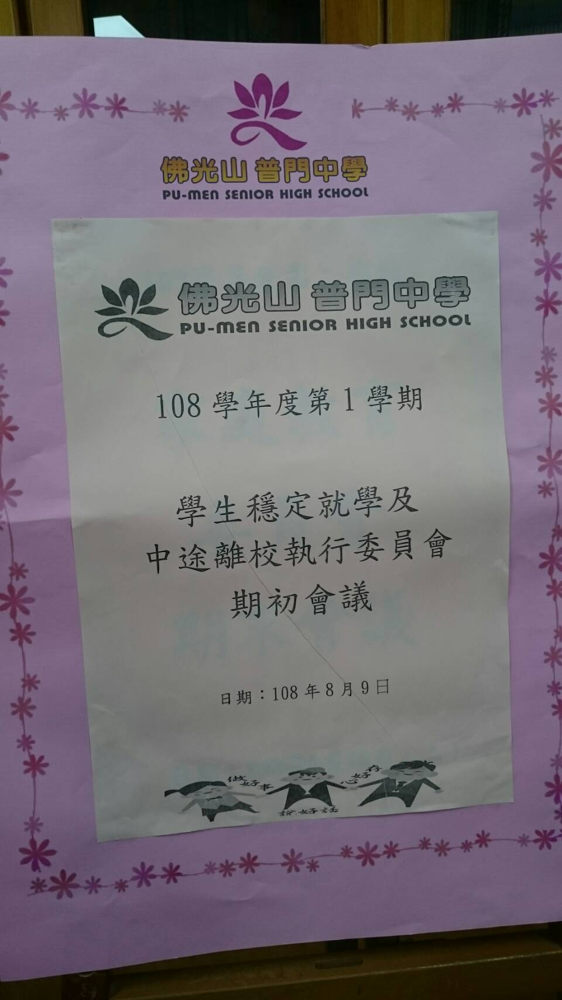 佛光山 普門中學
PU-MEN SENIOR HIGH SCHOOL
佛光山 普門中學
PU-MEN SENIOR HIGH SCHOOL
108 學年度第 1 學期
學生穩定就學及
中途離校執行委員會
期初會議
日期：108 年 8 月 9 日
做好事
說好話
存好心